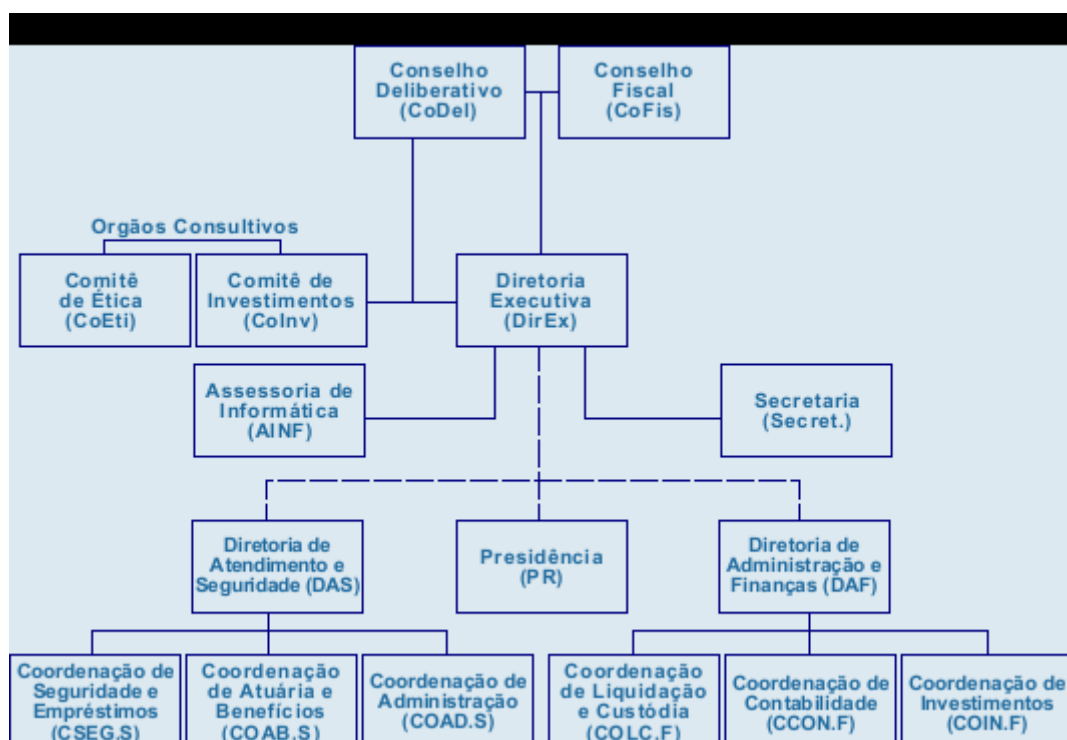 Conselho
Deliberativo
(CoDel)
Conselho
Fiscal
(CoFis)
Orgãos Consultivos
Comitê
de Ética
(CoEti)
Comitê de
Investimentos
(CoInv)
Diretoria
Executiva
(DirEx)
Assessoria de
Informática
(AINF)
Secretaria
(Secret.)
Diretoria de
Atendimento e
Seguridade (DAS)
Presidência
(PR)
Diretoria de
Administração e
Finanças (DAF)
Coordenação de
Seguridade e
Empréstimos
(CSEG.S)
Coordenação
de Atuária e
Benefícios
(COAB.S)
Coordenação de
Administração
(COAD.S)
Coordenação
de Liquidação
e Custódia
(COLC.F)
Coordenação de
Contabilidade
(CCON.F)
Coordenação de
Investimentos
(COIN.F)